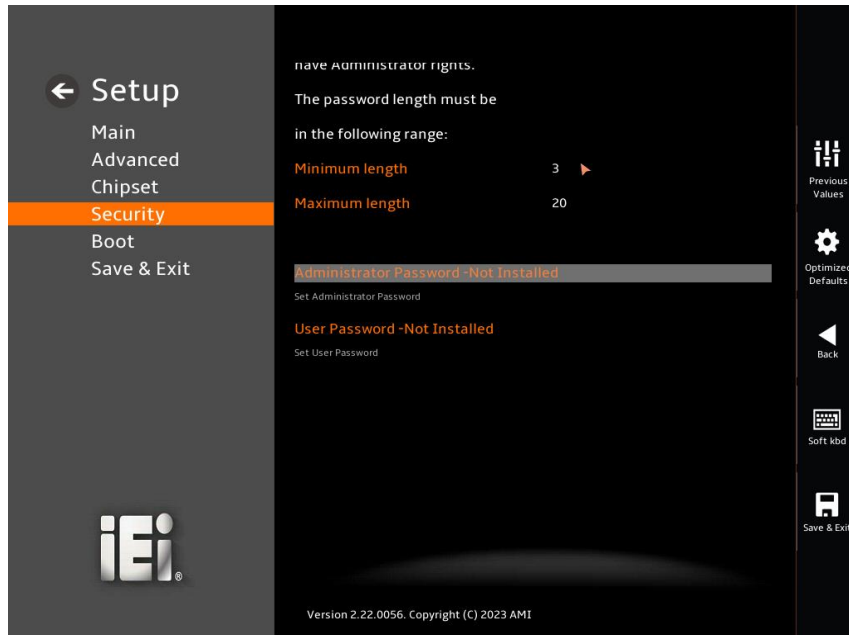 Setup
Main
Advanced
Chipset
Security
Boot
Save & Exit
have Administrator rights.
The password length must be
in the following range:
Minimum length 3
Maximum length 20
Administrator Password -Not Installed
Set Administrator Password
User Password -Not Installed
Set User Password
Previous
Values
Optimized
Defaults
Back
Soft kbd
Save & Exit
iEi®
Version 2.22.0056. Copyright (C) 2023 AMI